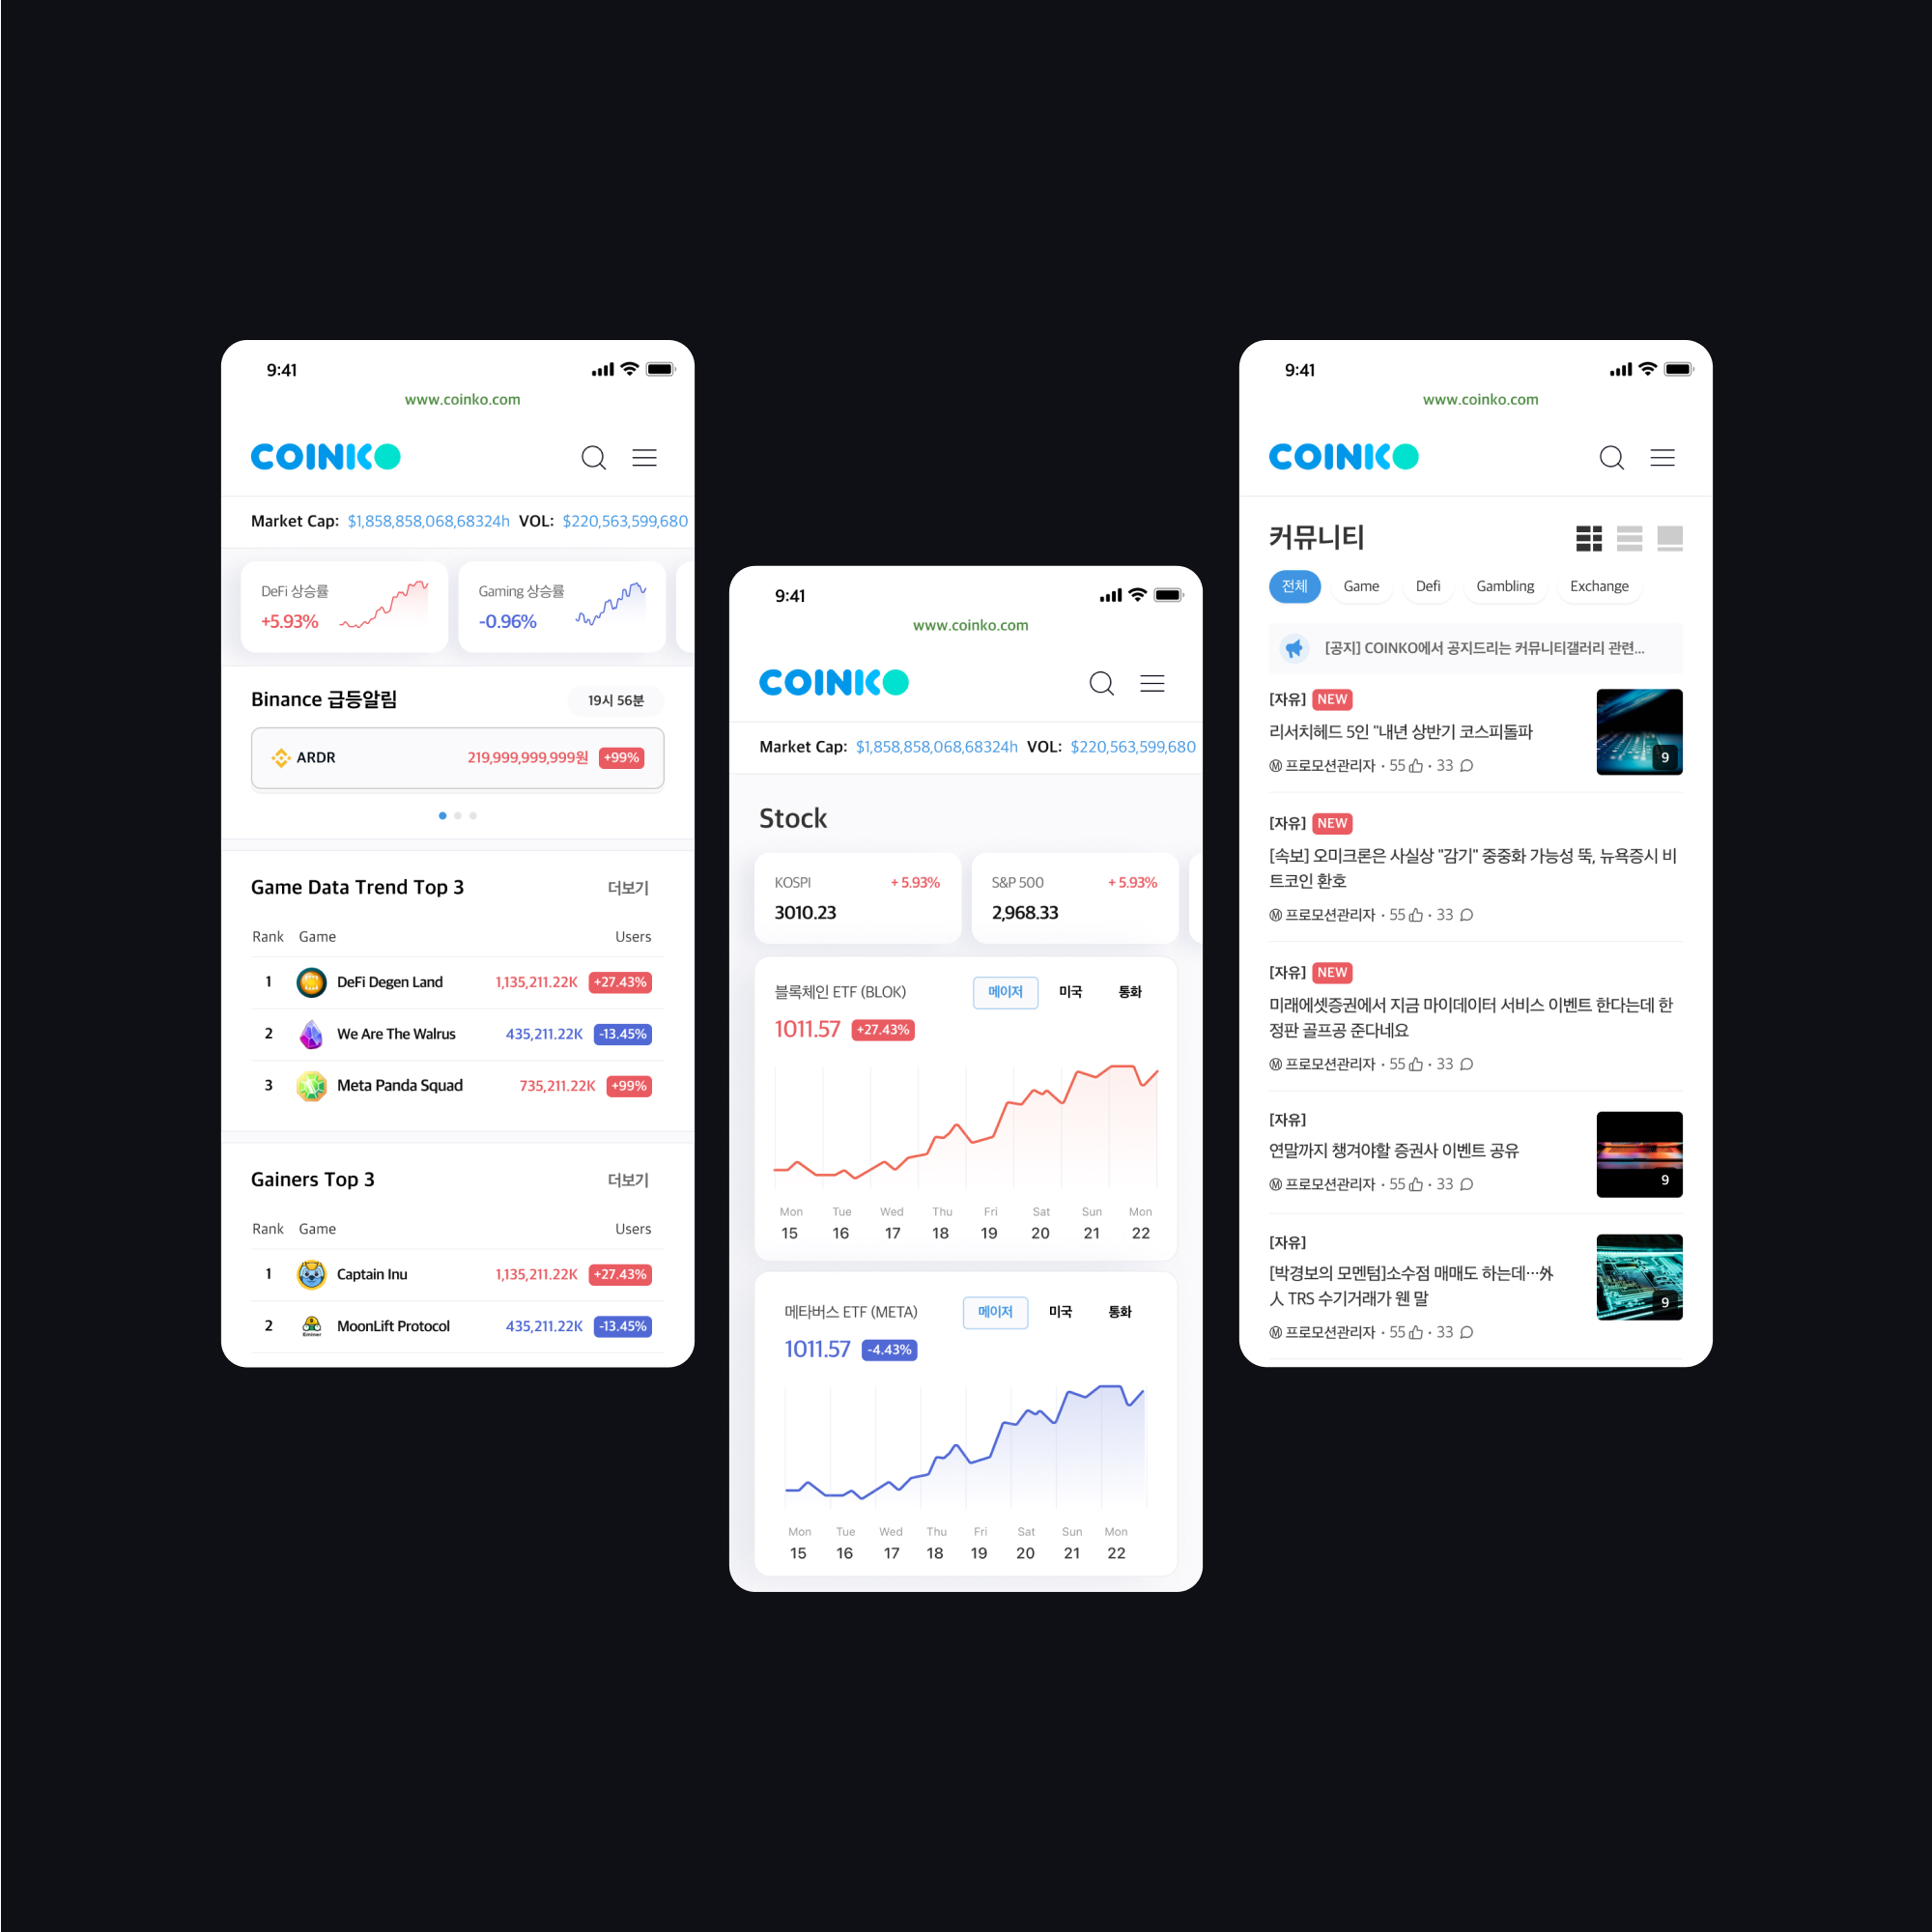 9:41
www.coinko.com
COINKO
Market Cap: $1,858,858,068,68324h VOL: $220,563,599,680
DeFi 상승률
+5.93%
Gaming 상승률
-0.96%
Binance 급등알림 19시 56분
ARDR 219,999,999,999원 +99%
Game Data Trend Top 3 더보기
Rank Game Users
1 DeFi Degen Land 1,135,211.22K +27.43%
2 We Are The Walrus 435,211.22K -13.45%
3 Meta Panda Squad 735,211.22K +99%
Gainers Top 3 더보기
Rank Game Users
1 Captain Inu 1,135,211.22K +27.43%
2 MoonLift Protocol 435,211.22K -13.45%
9:41
www.coinko.com
COINKO
Market Cap: $1,858,858,068,68324h VOL: $220,563,599,680
Stock
KOSPI + 5.93%
3010.23
S&P 500 + 5.93%
2,968.33
블록체인 ETF (BLOK) 메이저 미국 통화
1011.57 +27.43%
Mon Tue Wed Thu Fri Sat Sun Mon
15 16 17 18 19 20 21 22
메타버스 ETF (META) 메이저 미국 통화
1011.57 -4.43%
Mon Tue Wed Thu Fri Sat Sun Mon
15 16 17 18 19 20 21 22
9:41
www.coinko.com
COINKO
커뮤니티
전체 Game Defi Gambling Exchange
[공지] COINKO에서 공지드리는 커뮤니티갤러리 관련...
[자유] NEW
리서치헤드 5인 "내년 상반기 코스피돌파
Ⓜ 프로모션관리자 · 55 · 33
9
[자유] NEW
[속보] 오미크론은 사실상 "감기" 중중화 가능성 뚝, 뉴욕증시 비
트코인 환호
Ⓜ 프로모션관리자 · 55 · 33
[자유] NEW
미래에셋증권에서 지금 마이데이터 서비스 이벤트 한다는데 한
정판 골프공 준다네요
Ⓜ 프로모션관리자 · 55 · 33
[자유]
연말까지 챙겨야할 증권사 이벤트 공유
Ⓜ 프로모션관리자 · 55 · 33
9
[자유]
[박경보의 모멘텀]소수점 매매도 하는데…外
人 TRS 수기거래가 웬 말
Ⓜ 프로모션관리자 · 55 · 33
9